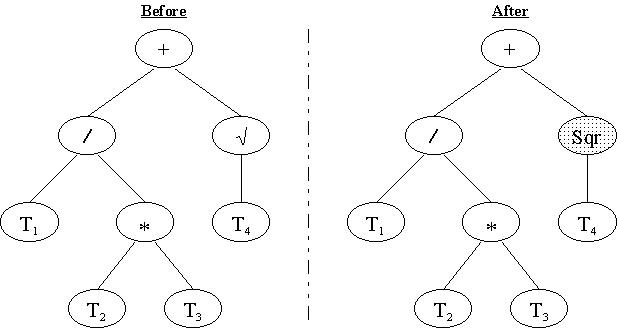 Before After
+ +
/ √ / Sqr
T₁ * T₄ T₁ * T₄
T₂ T₃ T₂ T₃